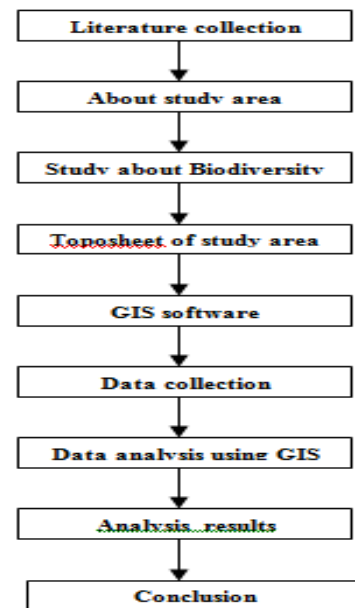 Literature collection
About study area
Study about Biodiversity
Toposheet of study area
GIS software
Data collection
Data analysis using GIS
Analysis results
Conclusion